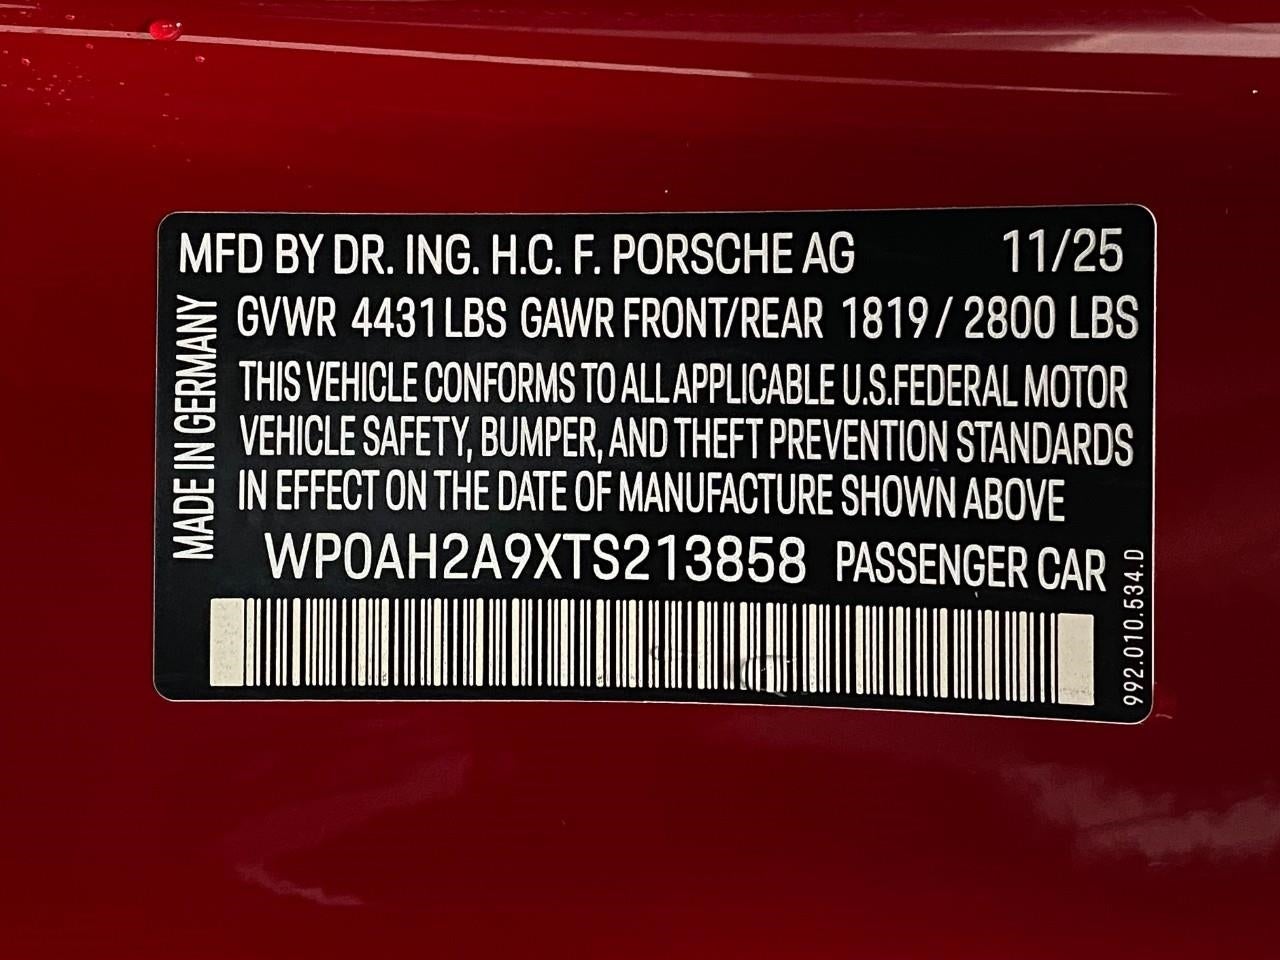 MFD BY DR. ING. H.C. F. PORSCHE AG 11/25
GVWR 4431 LBS GAWR FRONT/REAR 1819 / 2800 LBS
THIS VEHICLE CONFORMS TO ALL APPLICABLE U.S.FEDERAL MOTOR
VEHICLE SAFETY, BUMPER, AND THEFT PREVENTION STANDARDS
IN EFFECT ON THE DATE OF MANUFACTURE SHOWN ABOVE
WP0AH2A9XTS213858 PASSENGER CAR
MADE IN GERMANY
992.010.534.D